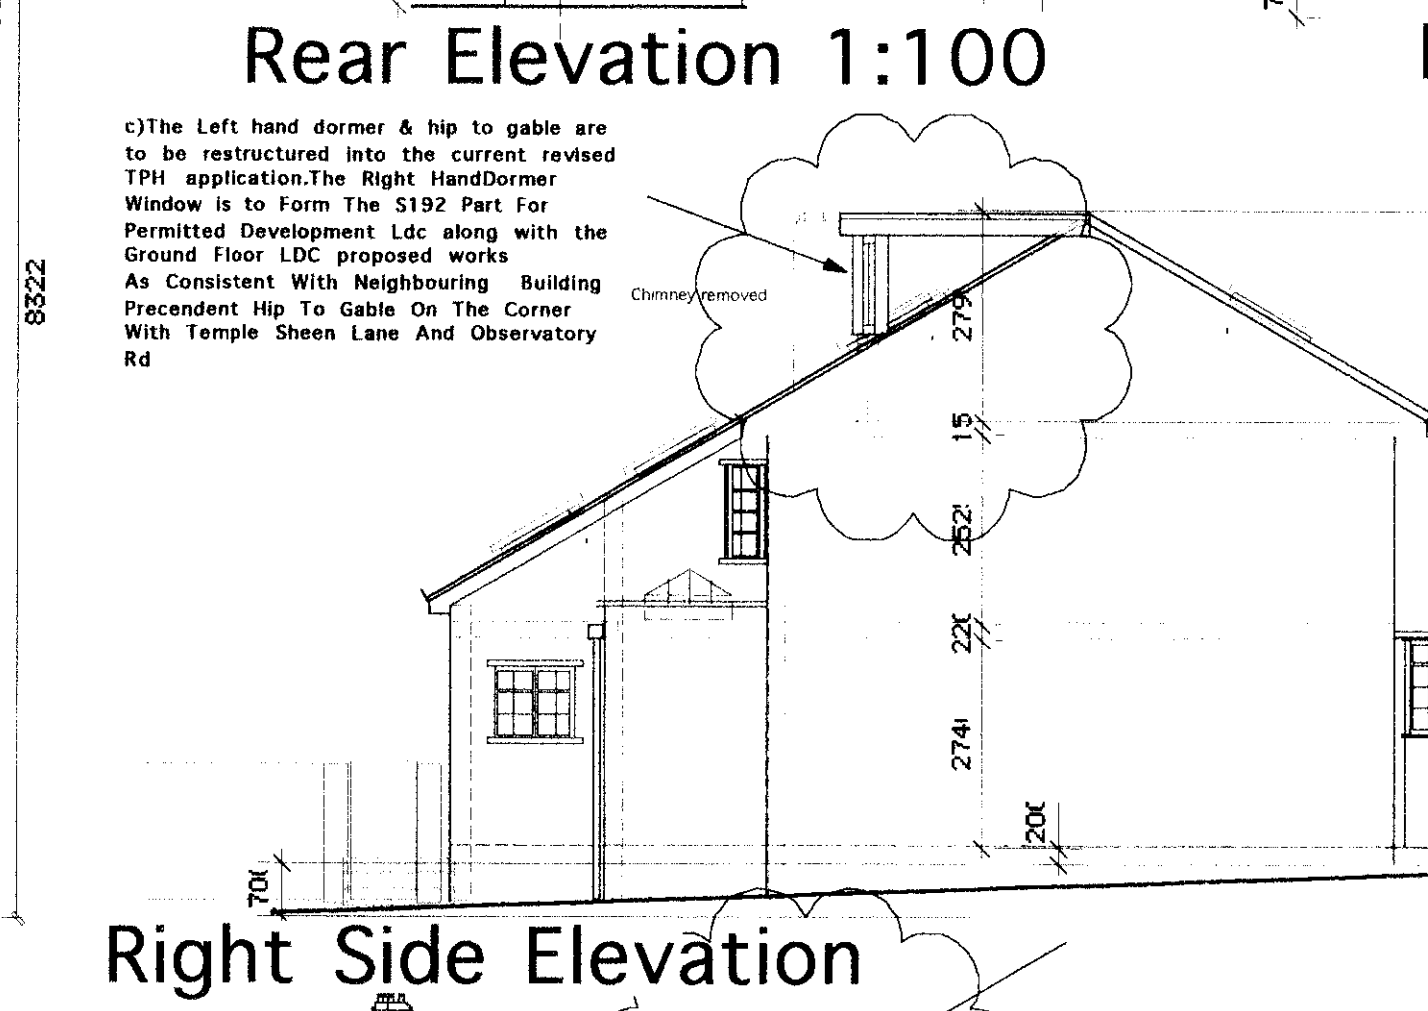 Rear Elevation 1:100
c)The Left hand dormer & hip to gable are
to be restructured into the current revised
TPH application.The Right HandDormer
Window is to Form The S192 Part For
Permitted Development Ldc along with the
Ground Floor LDC proposed works
As Consistent With Neighbouring Building
Precendent Hip To Gable On The Corner
With Temple Sheen Lane And Observatory
Rd
Chimney removed
8322
279
15
252
220
274
200
700
Right Side Elevation